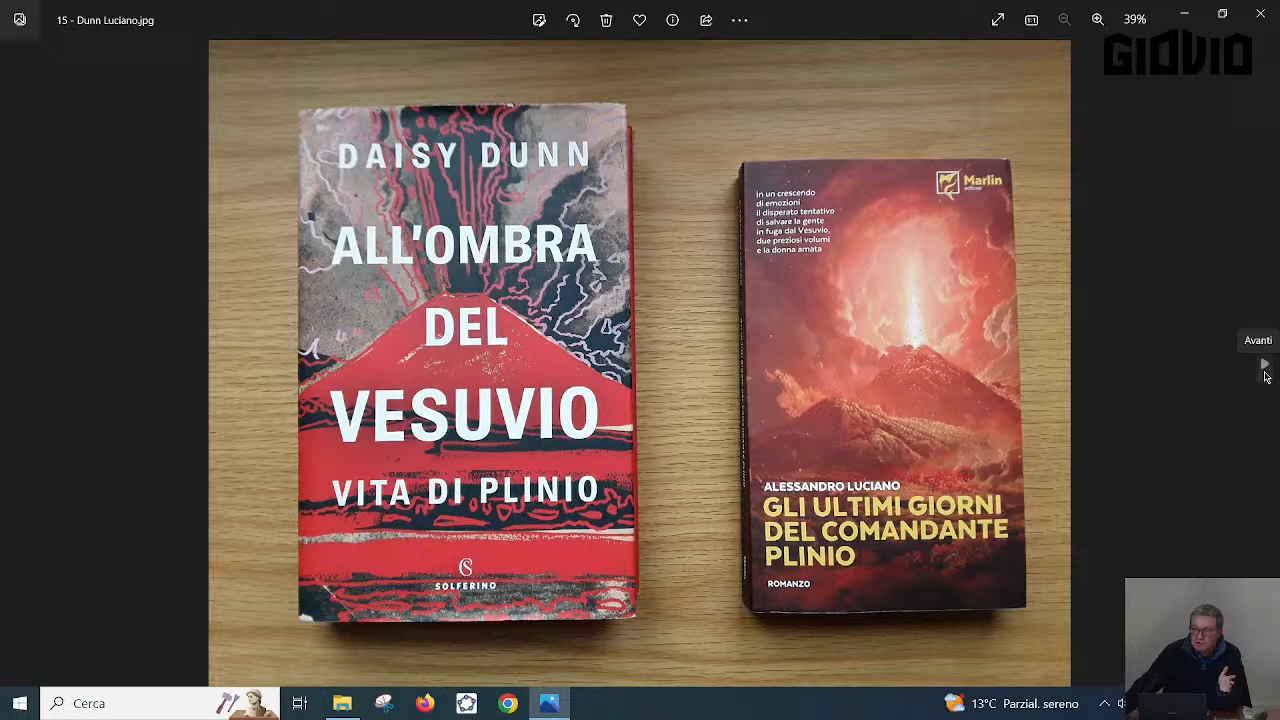 15 - Dunn Luciano.jpg
39%
GIOVIO
DAISY DUNN
ALL'OMBRA
DEL
VESUVIO
VITA DI PLINIO
SOLFERINO
Marlin
editore
In un crescendo
di emozioni
il disperato tentativo
di salvare la gente
in fuga dal Vesuvio,
due preziosi volumi
e la donna amata
ALESSANDRO LUCIANO
GLI ULTIMI GIORNI
DEL COMANDANTE
PLINIO
ROMANZO
Avanti
Cerca
13°C Parzial. sereno